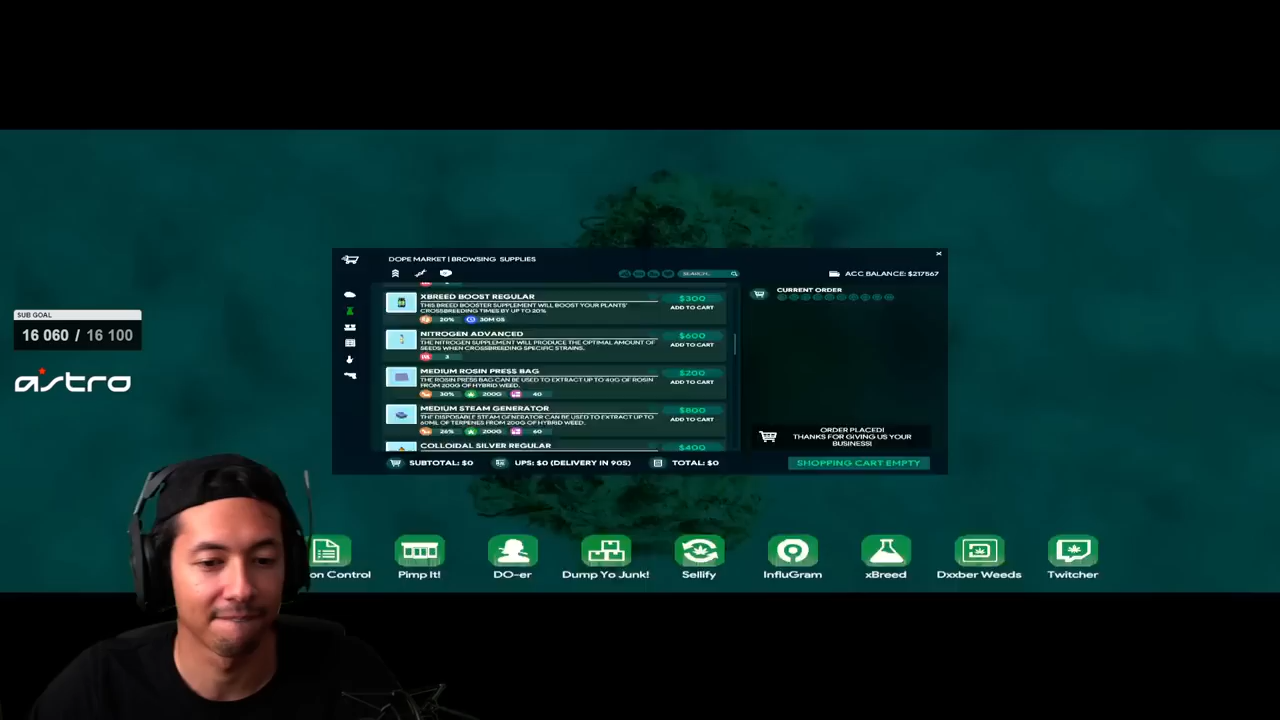 DOPE MARKET | BROWSING SUPPLIES
SEARCH...
ACC BALANCE: $217567
XBREED BOOST REGULAR
THIS BREED BOOSTER SUPPLEMENT WILL BOOST YOUR PLANTS'
CROSSBREEDING TIMES BY UP TO 20%
20%
30M 0S
$300
ADD TO CART
NITROGEN ADVANCED
THE NITROGEN SUPPLEMENT WILL PRODUCE THE OPTIMAL AMOUNT OF
SEEDS WHEN CROSSBREEDING SPECIFIC STRAINS.
3
$600
ADD TO CART
MEDIUM ROSIN PRESS BAG
THE ROSIN PRESS BAG CAN BE USED TO EXTRACT UP TO 40G OF ROSIN
FROM 200G OF HYBRID WEED.
30%
200G
40
$200
ADD TO CART
MEDIUM STEAM GENERATOR
THE DISPOSABLE STEAM GENERATOR CAN BE USED TO EXTRACT UP TO
60ML OF TERPENES FROM 200G OF HYBRID WEED.
26%
200G
60
$800
ADD TO CART
COLLOIDAL SILVER REGULAR
$400
CURRENT ORDER
ORDER PLACED!
THANKS FOR GIVING US YOUR
BUSINESS!
SUBTOTAL: $0
UPS: $0 (DELIVERY IN 90S)
TOTAL: $0
SHOPPING CART EMPTY
SUB GOAL
16 060 / 16 100
astro
on Control
Pimp It!
DO-er
Dump Yo Junk!
Sellify
InfluGram
xBreed
Dxxber Weeds
Twitcher